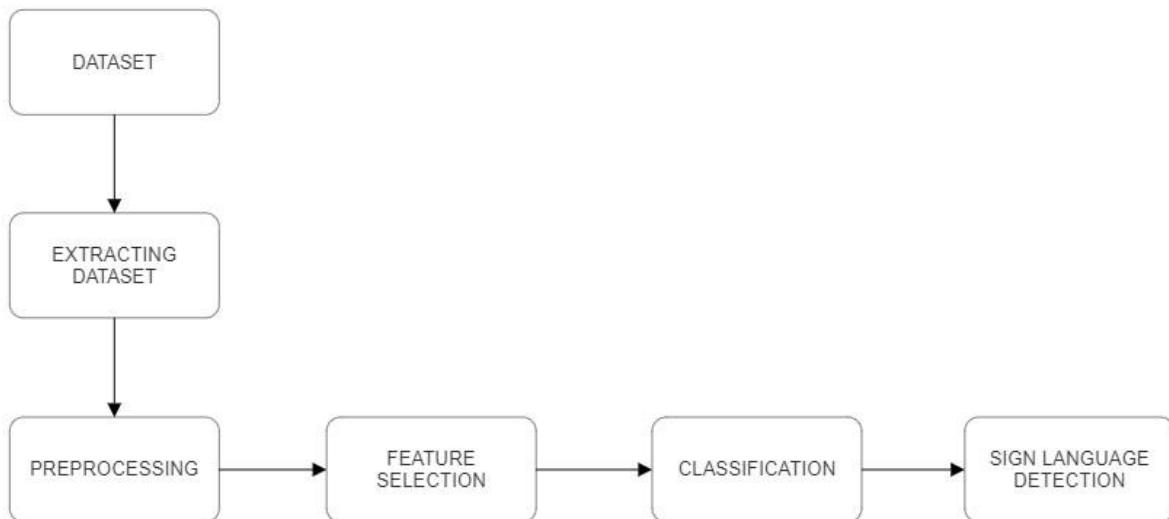 DATASET
EXTRACTING
DATASET
PREPROCESSING
FEATURE
SELECTION
CLASSIFICATION
SIGN LANGUAGE
DETECTION